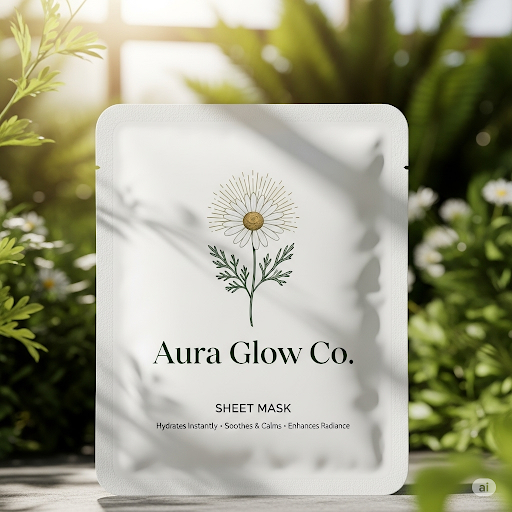 Aura Glow Co.
SHEET MASK
Hydrates Instantly • Soothes & Calms • Enhances Radiance
ai